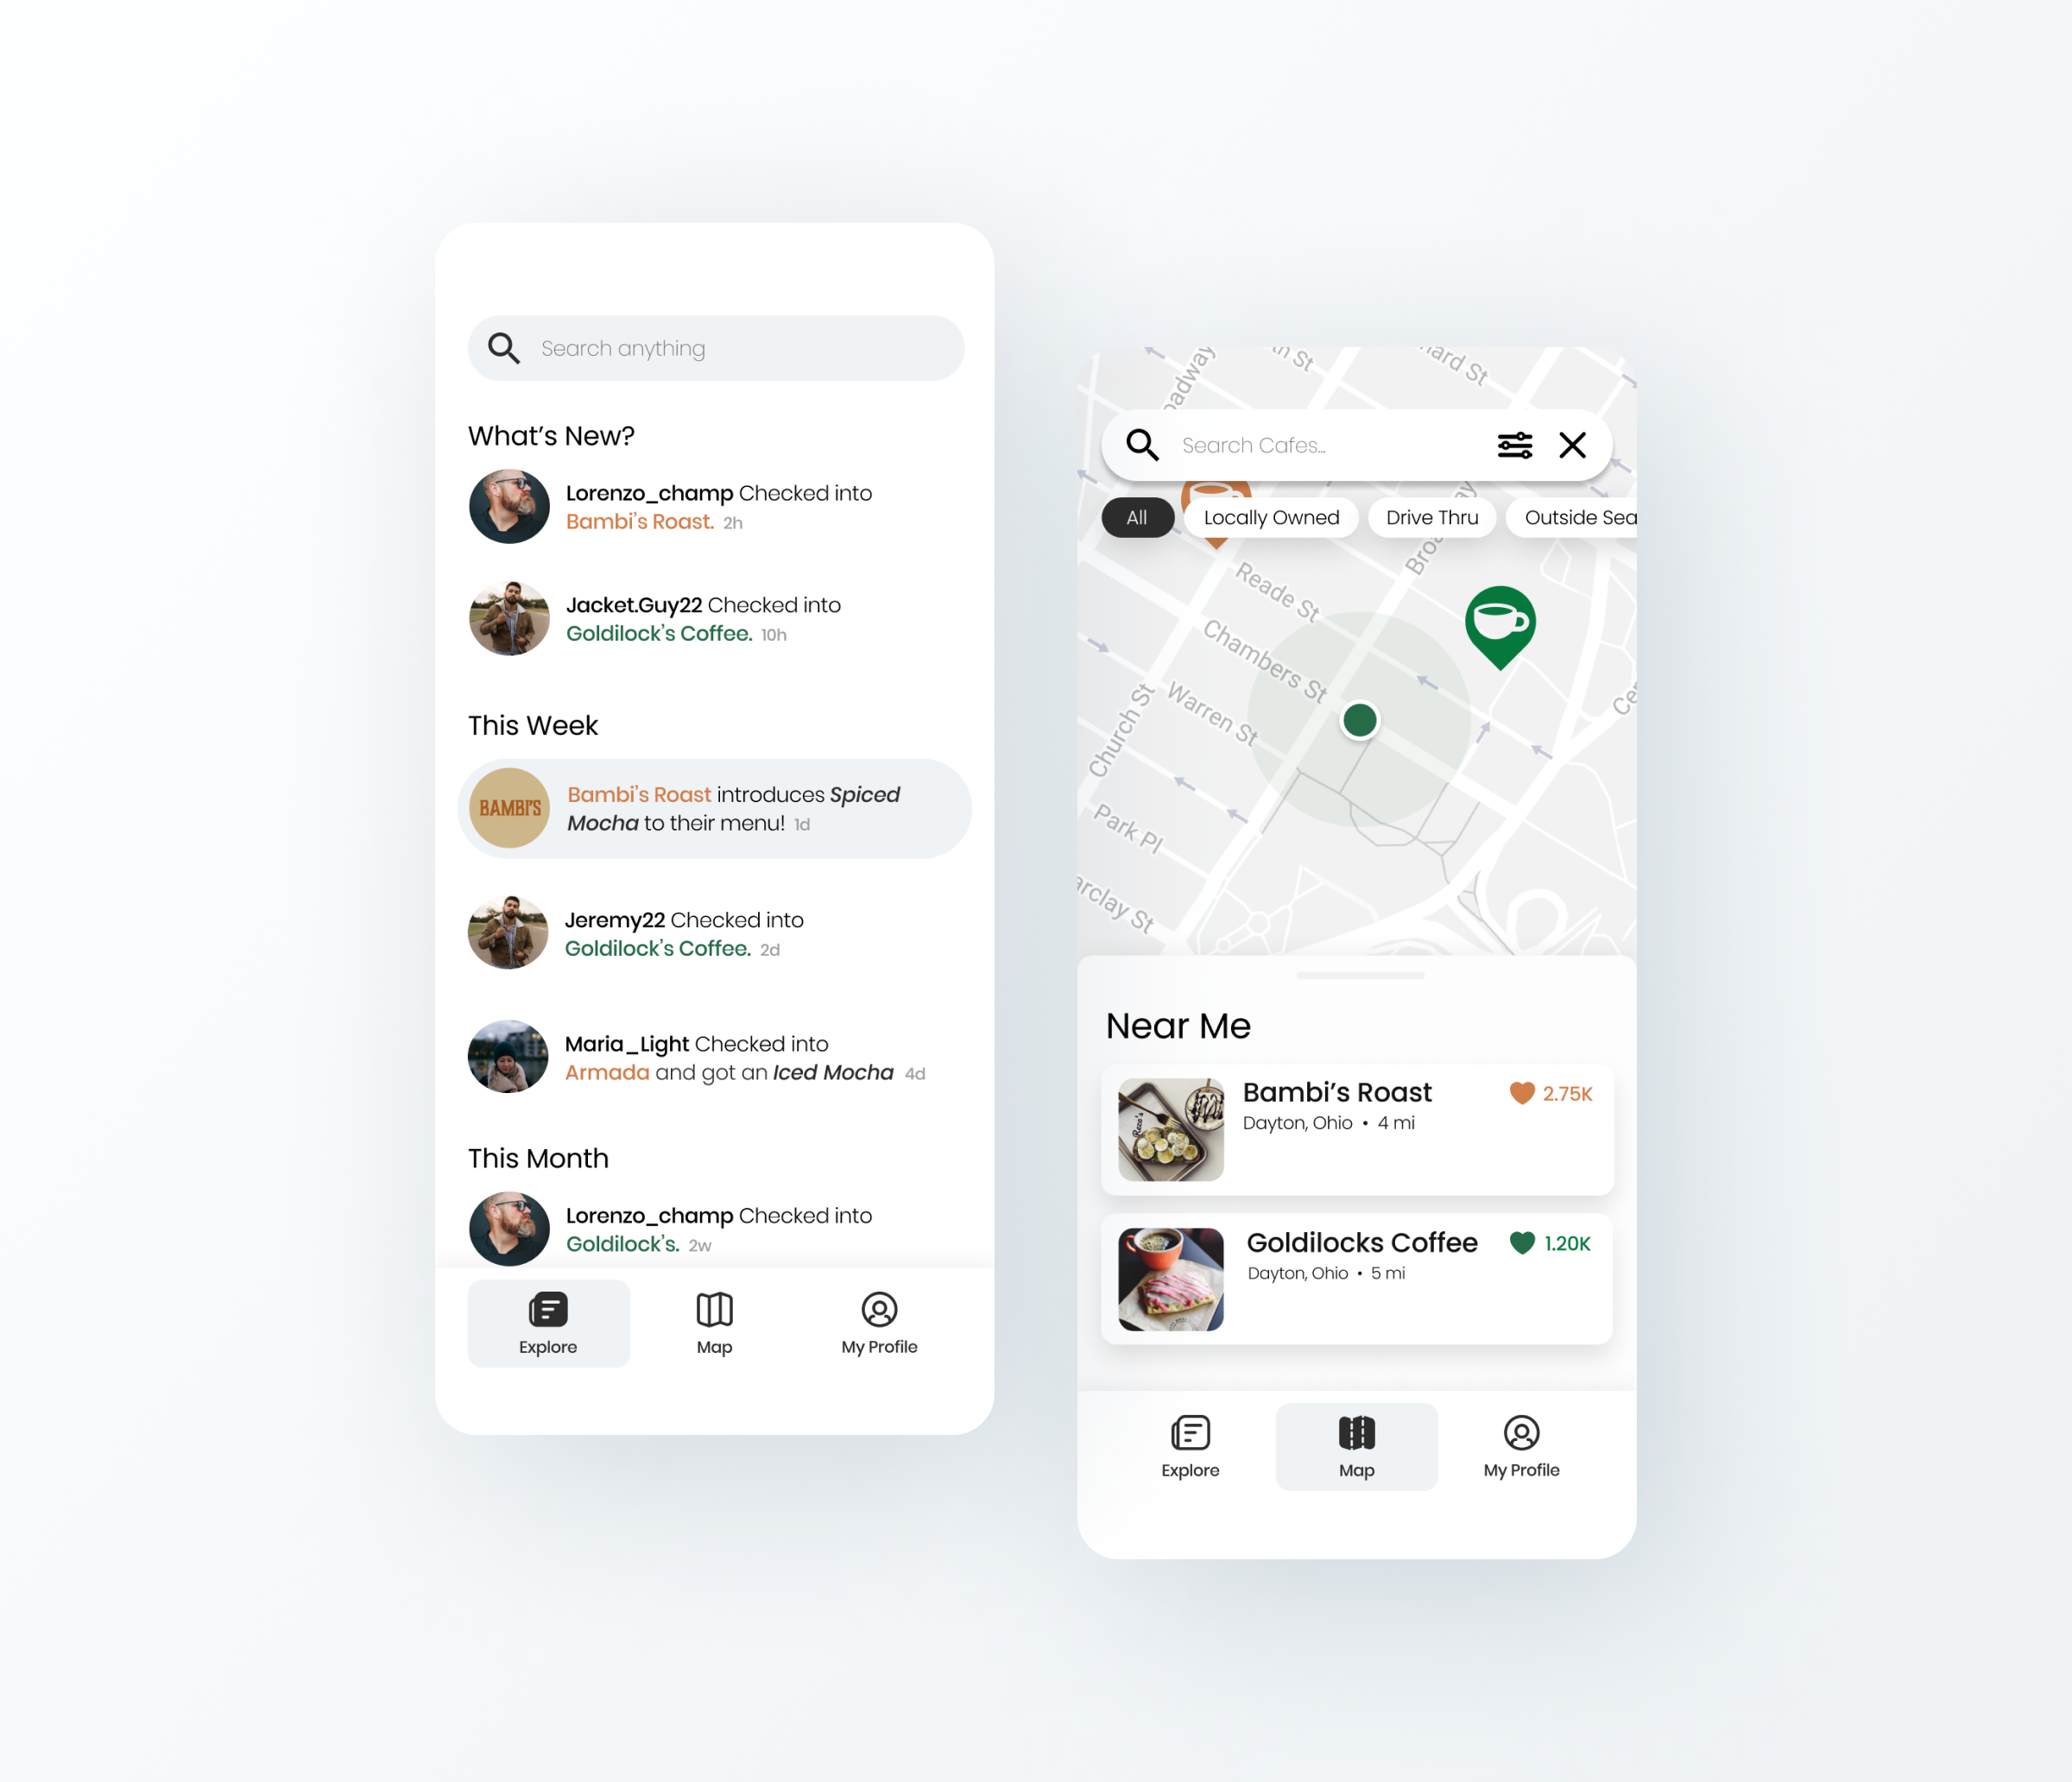 Search anything
What's New?
Lorenzo_champ Checked into
Bambi's Roast. 2h
Jacket.Guy22 Checked into
Goldilock's Coffee. 10h
This Week
BAMBI'S
Bambi's Roast introduces Spiced
Mocha to their menu! 1d
Jeremy22 Checked into
Goldilock's Coffee. 2d
Maria_Light Checked into
Armada and got an Iced Mocha 4d
This Month
Lorenzo_champ Checked into
Goldilock's. 2w
Explore
Map
My Profile
oadway
St
ard St
Search Cafes...
All
Locally Owned
Drive Thru
Outside Sea
Reade St
Chambers St
Warren St
Church St
Park Pl
arclay St
Near Me
Bambi's Roast
2.75K
Dayton, Ohio • 4 mi
Goldilocks Coffee
1.20K
Dayton, Ohio • 5 mi
Explore
Map
My Profile